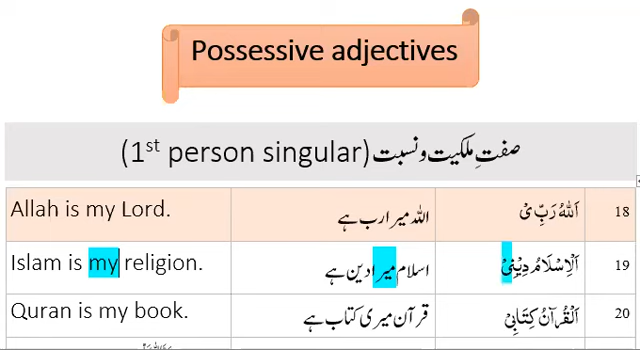 Possessive adjectives
صفتِ ملکیت و نسبت (1st person singular)
Allah is my Lord. اللہ میرا رب ہے اَللّٰهُ رَبِّیْ 18
Islam is my religion. اسلام میرا دین ہے اَلْاِسْلَامُ دِیْنِیْ 19
Quran is my book. قرآن میری کتاب ہے اَلْقُرْآنُ كِتَابِیْ 20